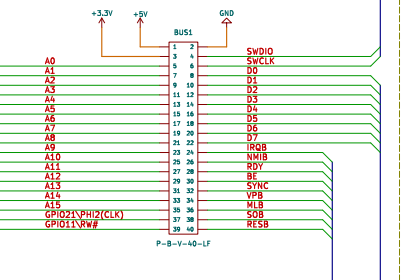 +3.3V +5V GND
BUS1
1 2
3 4 SWDIO
A0 5 6 SWCLK
A1 7 8 D0
A2 9 10 D1
A3 11 12 D2
A4 13 14 D3
A5 15 16 D4
A6 17 18 D5
A7 19 20 D6
A8 21 22 D7
A9 23 24 IRQB
A10 25 26 NMIB
A11 27 28 RDY
A12 29 30 BE
A13 31 32 SYNC
A14 33 34 VPB
A15 35 36 MLB
GPIO21\PHI2(CLK) 37 38 SOB
GPIO11\RW# 39 40 RESB
P-B-V-40-LF